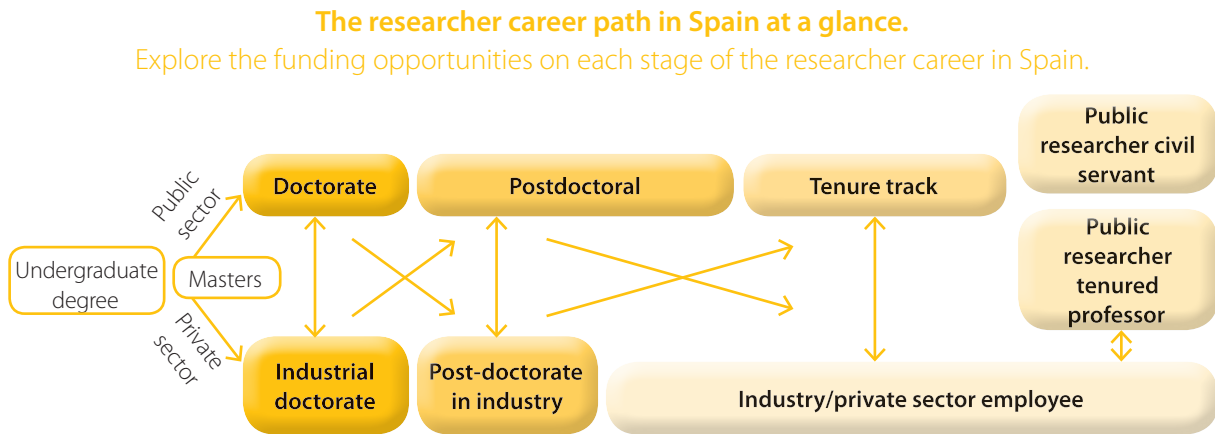 The researcher career path in Spain at a glance.
Explore the funding opportunities on each stage of the researcher career in Spain.
Undergraduate
degree
Masters
Public
sector
Private
sector
Doctorate
Postdoctoral
Tenure track
Public
researcher civil
servant
Public
researcher
tenured
professor
Industrial
doctorate
Post-doctorate
in industry
Industry/private sector employee